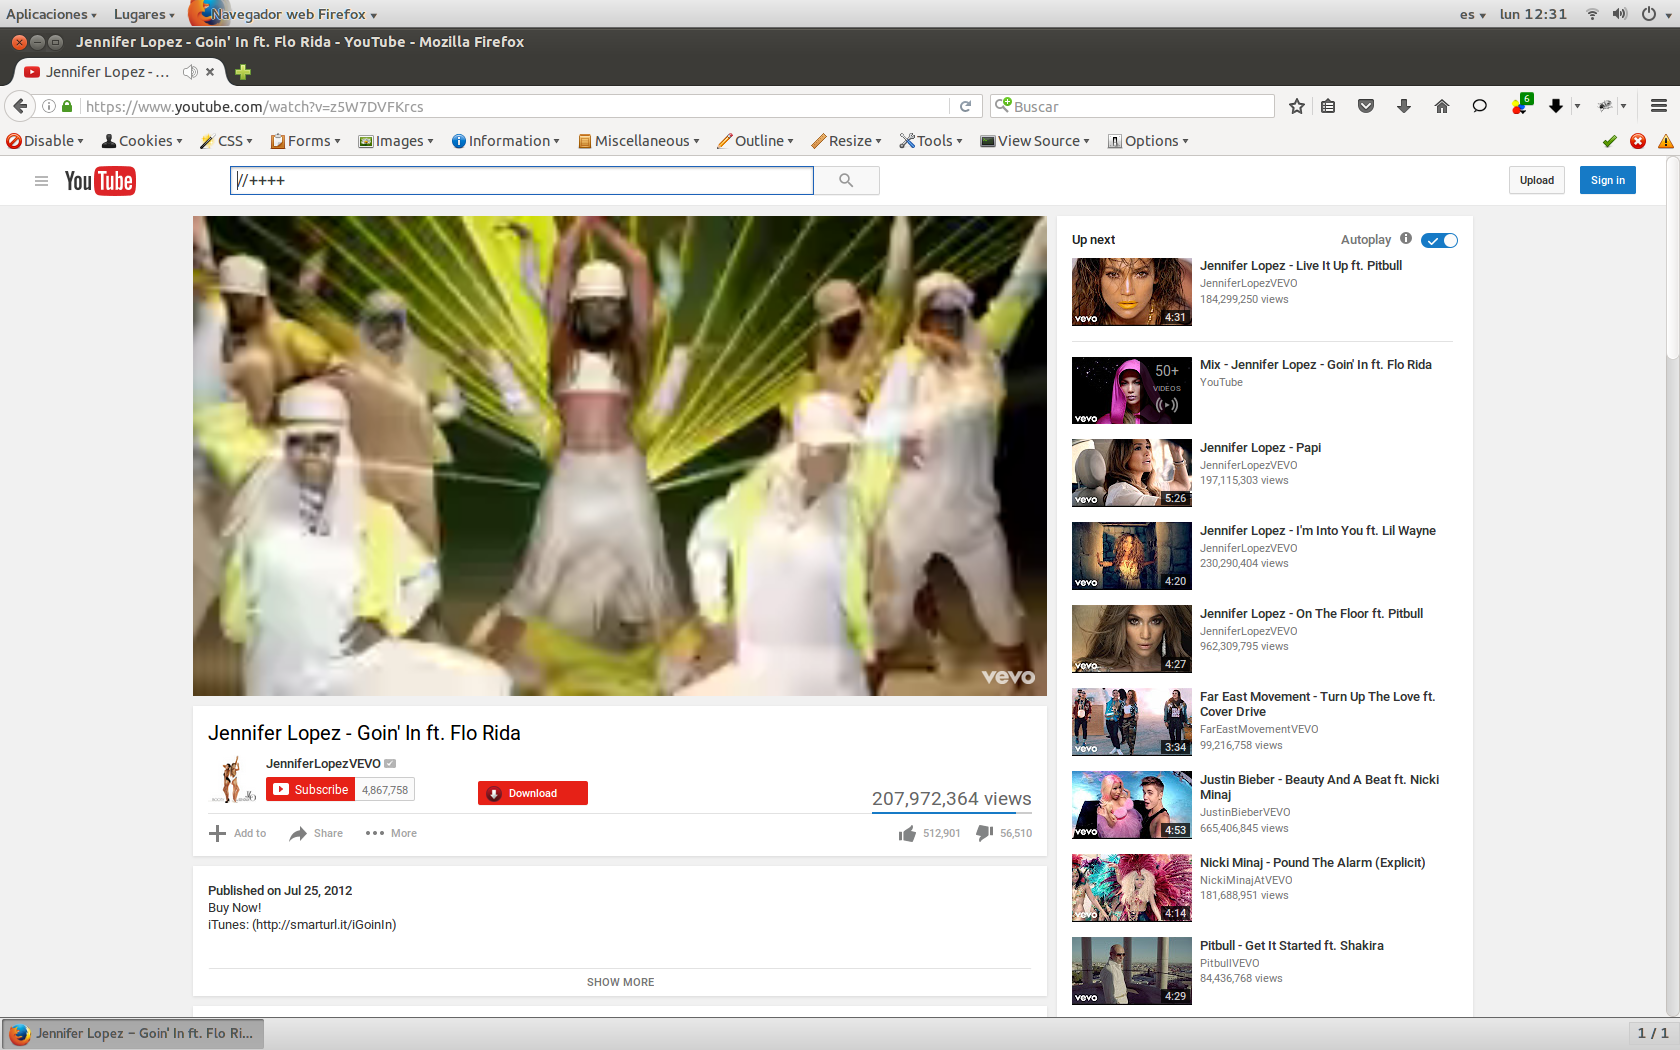 Aplicaciones Lugares Navegador web Firefox es lun 12:31
Jennifer Lopez - Goin' In ft. Flo Rida - YouTube - Mozilla Firefox
Jennifer Lopez - ...
https://www.youtube.com/watch?v=z5W7DVFKrcs Buscar 6
Disable Cookies CSS Forms Images Information Miscellaneous Outline Resize Tools View Source Options
YouTube //++++ Upload Sign in
vevo
Jennifer Lopez - Goin' In ft. Flo Rida
JenniferLopezVEVO
Subscribe 4,867,758 Download
207,972,364 views
Add to Share More 512,901 56,510
Published on Jul 25, 2012
Buy Now!
iTunes: (http://smarturl.it/iGoinIn)
SHOW MORE
Up next Autoplay
vevo 4:31
Jennifer Lopez - Live It Up ft. Pitbull
JenniferLopezVEVO
184,299,250 views
50+
VIDEOS
vevo
Mix - Jennifer Lopez - Goin' In ft. Flo Rida
YouTube
vevo 5:26
Jennifer Lopez - Papi
JenniferLopezVEVO
197,115,303 views
vevo 4:20
Jennifer Lopez - I'm Into You ft. Lil Wayne
JenniferLopezVEVO
230,290,404 views
vevo 4:27
Jennifer Lopez - On The Floor ft. Pitbull
JenniferLopezVEVO
962,309,795 views
vevo 3:34
Far East Movement - Turn Up The Love ft.
Cover Drive
FarEastMovementVEVO
99,216,758 views
vevo 4:53
Justin Bieber - Beauty And A Beat ft. Nicki
Minaj
JustinBieberVEVO
665,406,845 views
vevo 4:14
Nicki Minaj - Pound The Alarm (Explicit)
NickiMinajAtVEVO
181,688,951 views
vevo 4:29
Pitbull - Get It Started ft. Shakira
PitbullVEVO
84,436,768 views
Jennifer Lopez - Goin' In ft. Flo Ri... 1 / 1